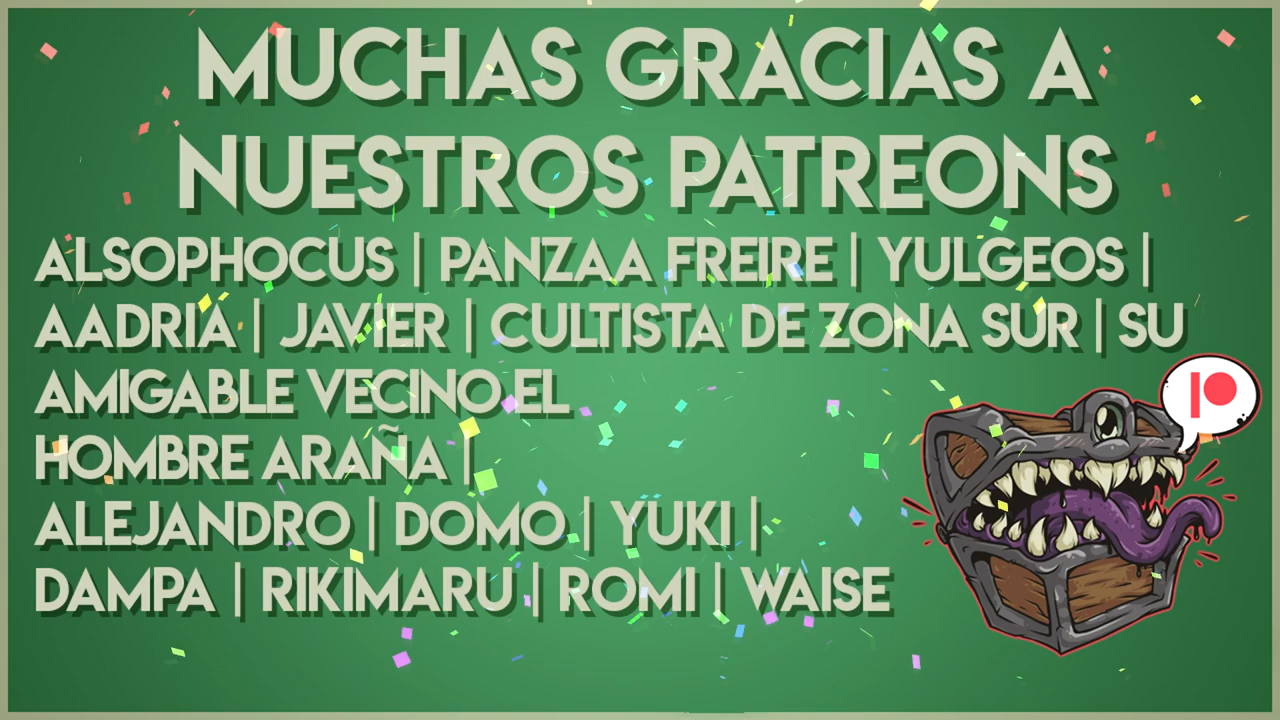 MUCHAS GRACIAS A
NUESTROS PATREONS
ALSOPHOCUS | PANZAA FREIRE | YULGEOS |
AADRIA | JAVIER | CULTISTA DE ZONA SUR | SU
AMIGABLE VECINO EL
HOMBRE ARAÑA |
ALEJANDRO | DOMO | YUKI |
DAMPA | RIKIMARU | ROMI | WAISE